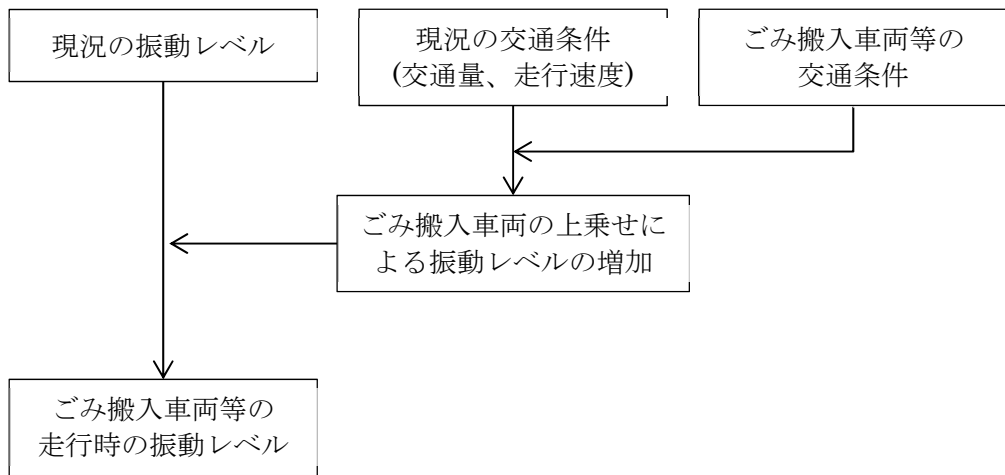 現況の振動レベル
現況の交通条件
(交通量、走行速度)
ごみ搬入車両等の
交通条件
ごみ搬入車両の上乗せに
よる振動レベルの増加
ごみ搬入車両等の
走行時の振動レベル